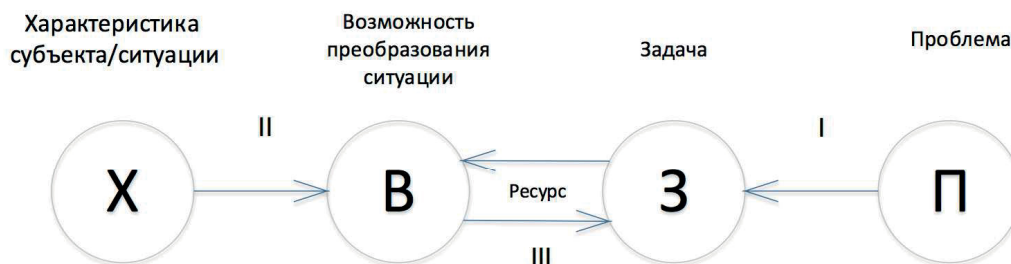 Характеристика
субъекта/ситуации
Возможность
преобразования
ситуации
Задача
Проблема
II
I
Х
В
Ресурс
З
П
III